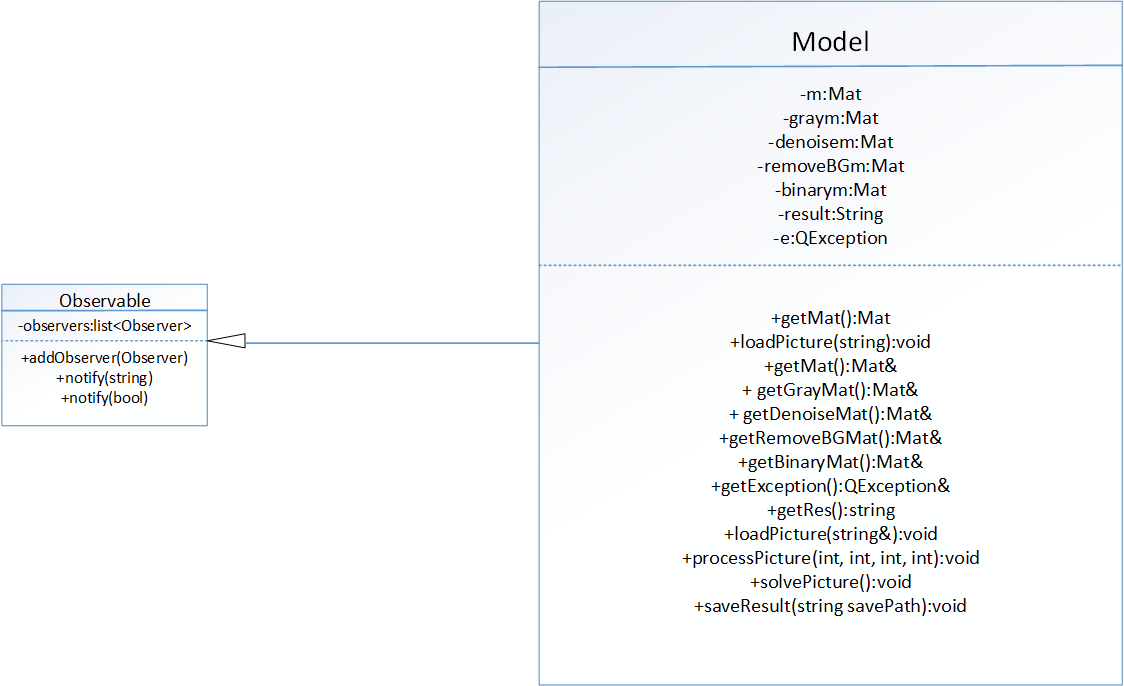 Model
-m:Mat
-graym:Mat
-denoisem:Mat
-removeBGm:Mat
-binarym:Mat
-result:String
-e:QException
+getMat():Mat
+loadPicture(string):void
+getMat():Mat&
+ getGrayMat():Mat&
+ getDenoiseMat():Mat&
+getRemoveBGMat():Mat&
+getBinaryMat():Mat&
+getException():QException&
+getRes():string
+loadPicture(string&):void
+processPicture(int, int, int, int):void
+solvePicture():void
+saveResult(string savePath):void
Observable
-observers:list<Observer>
+addObserver(Observer)
+notify(string)
+notify(bool)